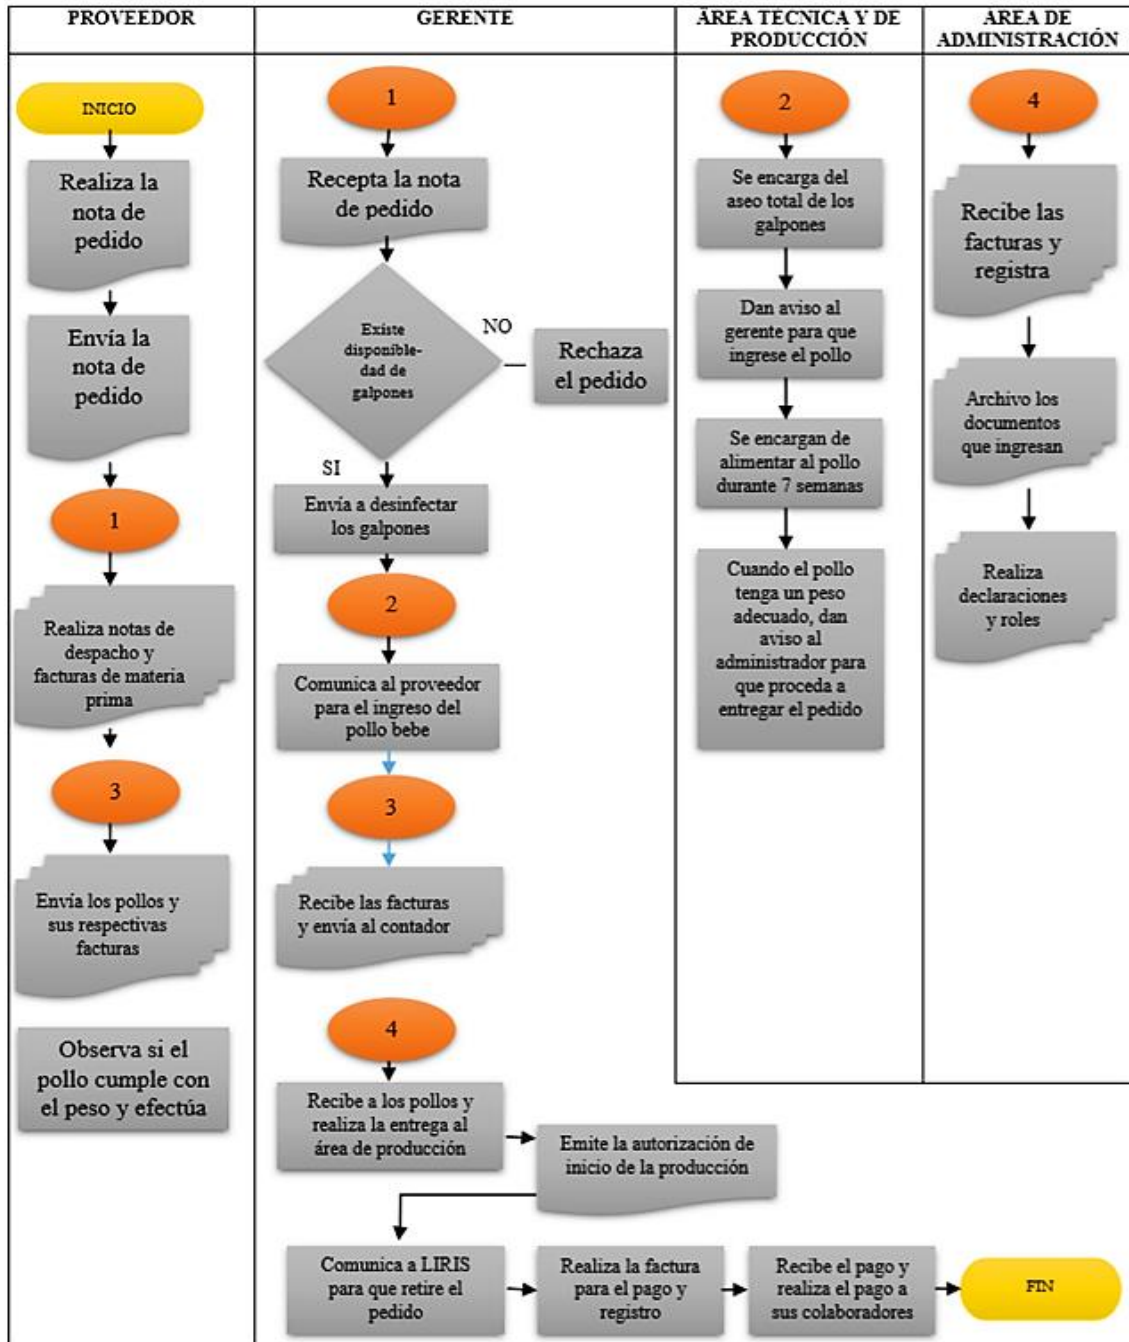 PROVEEDOR
GERENTE
ÁREA TÉCNICA Y DE
PRODUCCIÓN
AREA DE
ADMINISTRACIÓN
INICIO
Realiza la
nota de
pedido
Envía la
nota de
pedido
1
Realiza notas de
despacho y
facturas de materia
prima
3
Envía los pollos y
sus respectivas
facturas
Observa si el
pollo cumple con
el peso y efectúa
1
Recepta la nota
de pedido
Existe
disponible-
dad de
galpones
NO
Rechaza
el pedido
SI
Envía a desinfectar
los galpones
2
Comunica al proveedor
para el ingreso del
pollo bebe
3
Recibe las facturas
y envía al contador
4
Recibe a los pollos y
realiza la entrega al
área de producción
Emite la autorización de
inicio de la producción
Comunica a LIRIS
para que retire el
pedido
Realiza la factura
para el pago y
registro
Recibe el pago y
realiza el pago a
sus colaboradores
FIN
2
Se encarga del
aseo total de los
galpones
Dan aviso al
gerente para que
ingrese el pollo
Se encargan de
alimentar al pollo
durante 7 semanas
Cuando el pollo
tenga un peso
adecuado, dan
aviso al
administrador para
que proceda a
entregar el pedido
4
Recibe las
facturas y
registra
Archivo los
documentos
que ingresan
Realiza
declaraciones
y roles